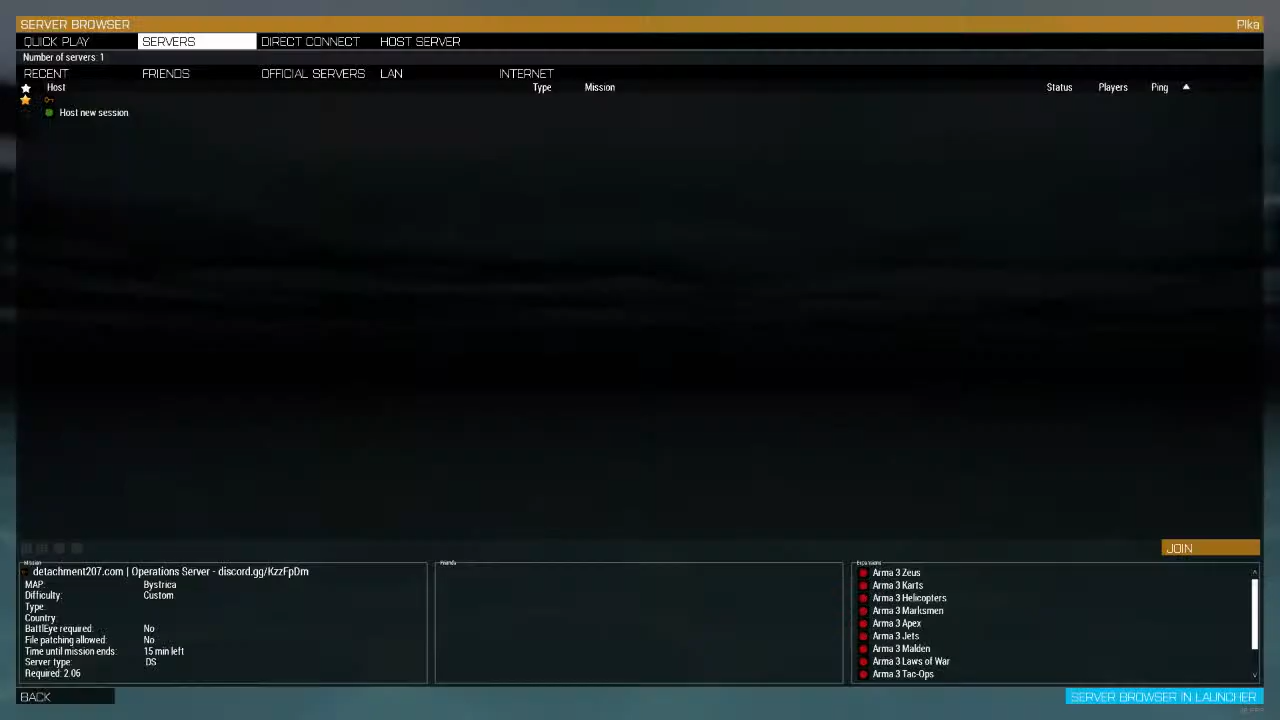 SERVER BROWSER Plka
QUICK PLAY SERVERS DIRECT CONNECT HOST SERVER
Number of servers: 1
RECENT FRIENDS OFFICIAL SERVERS LAN INTERNET
Host Type Mission Status Players Ping
Host new session
JOIN
Mission Friends Expansions
detachment207.com | Operations Server - discord.gg/KzzFpDm
MAP: Bystrica
Difficulty: Custom
Type:
Country:
BattlEye required: No
File patching allowed: No
Time until mission ends: 15 min left
Server type: DS
Required: 2.06
Arma 3 Zeus
Arma 3 Karts
Arma 3 Helicopters
Arma 3 Marksmen
Arma 3 Apex
Arma 3 Jets
Arma 3 Malden
Arma 3 Laws of War
Arma 3 Tac-Ops
BACK SERVER BROWSER IN LAUNCHER